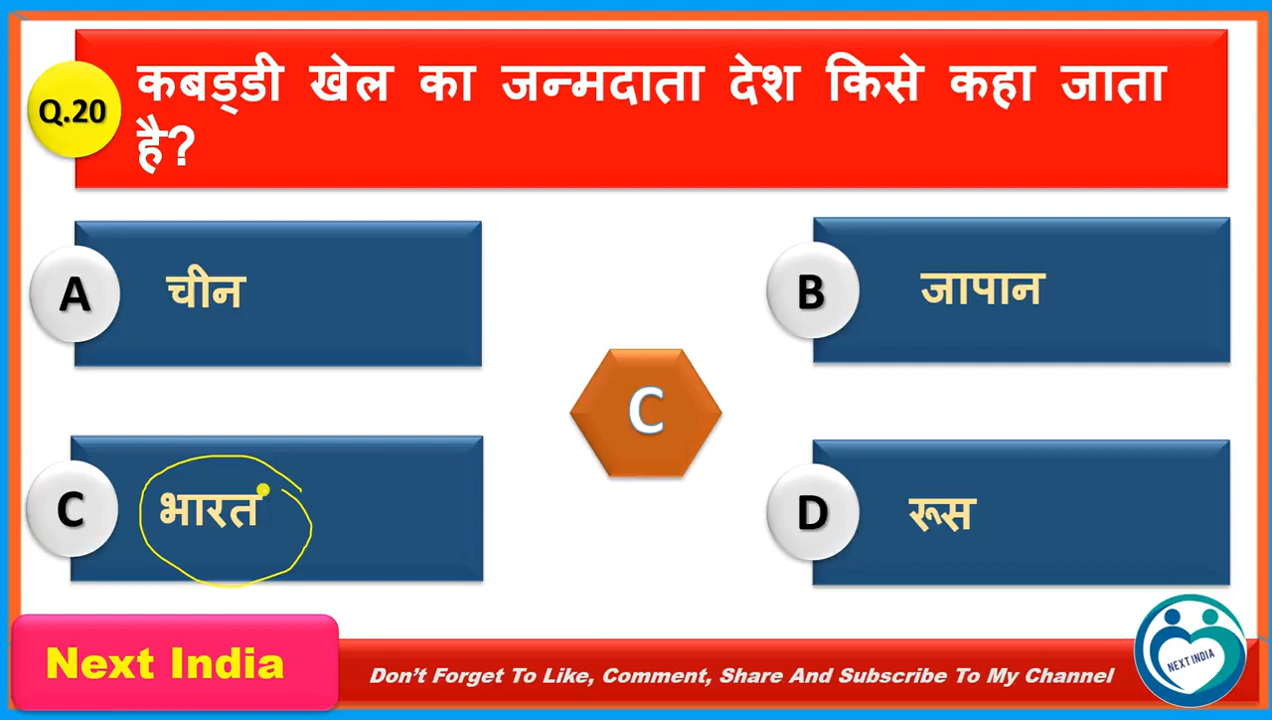 Q.20
कबड्डी खेल का जन्मदाता देश किसे कहा जाता
है?
A
चीन
B
जापान
C
C
भारत
D
रूस
Next India
Don't Forget To Like, Comment, Share And Subscribe To My Channel
NEXT INDIA